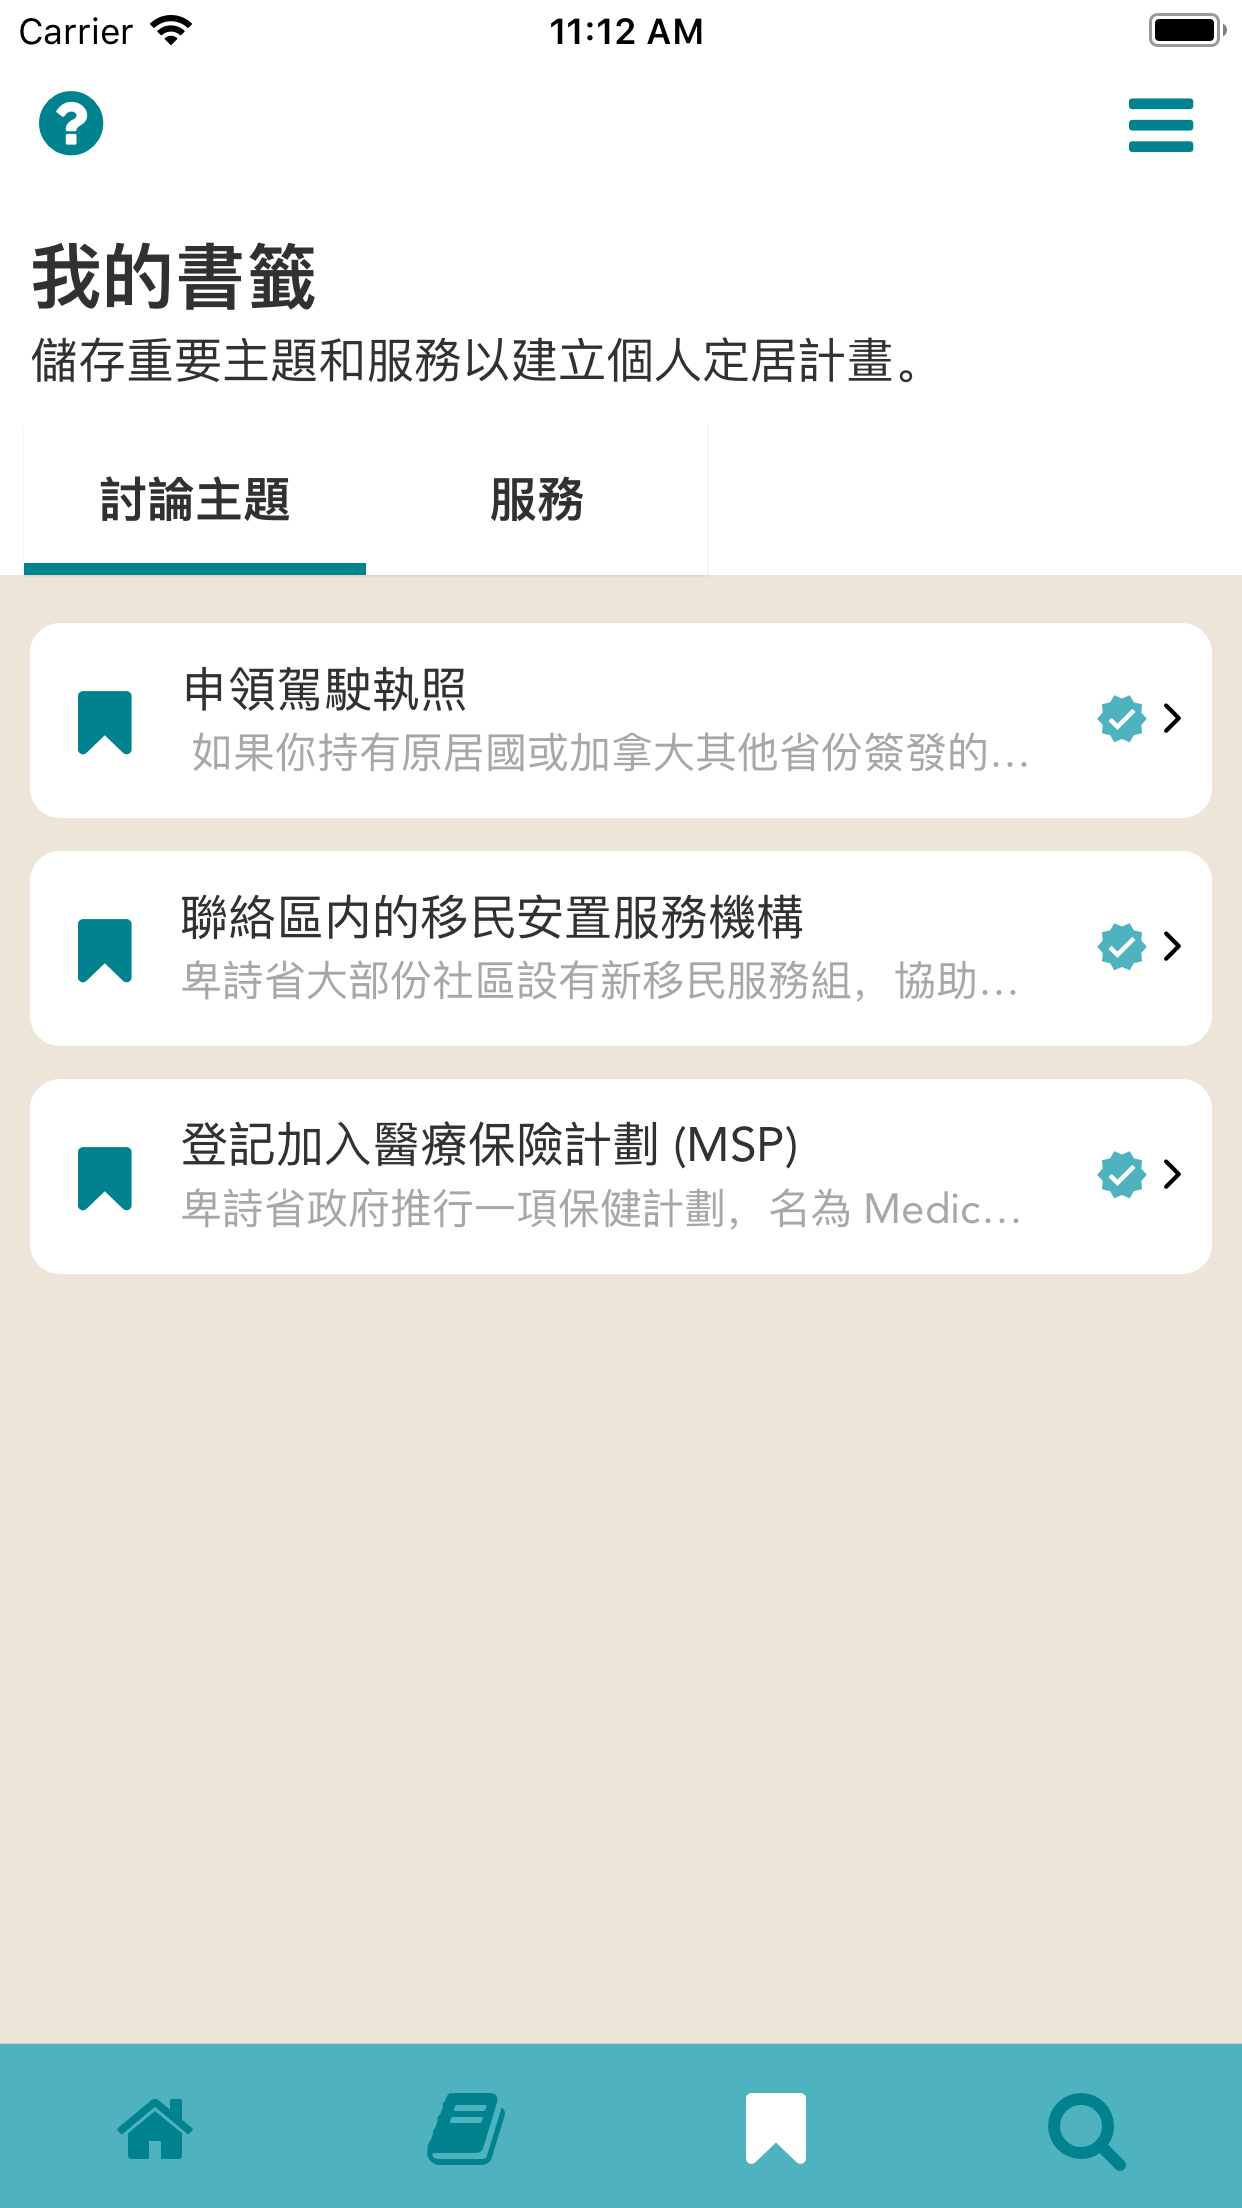 Carrier 11:12 AM
我的書籤
儲存重要主題和服務以建立個人定居計畫。
討論主題 服務
申領駕駛執照
如果你持有原居國或加拿大其他省份簽發的...
聯絡區内的移民安置服務機構
卑詩省大部份社區設有新移民服務組，協助...
登記加入醫療保險計劃 (MSP)
卑詩省政府推行一項保健計劃，名為 Medic...